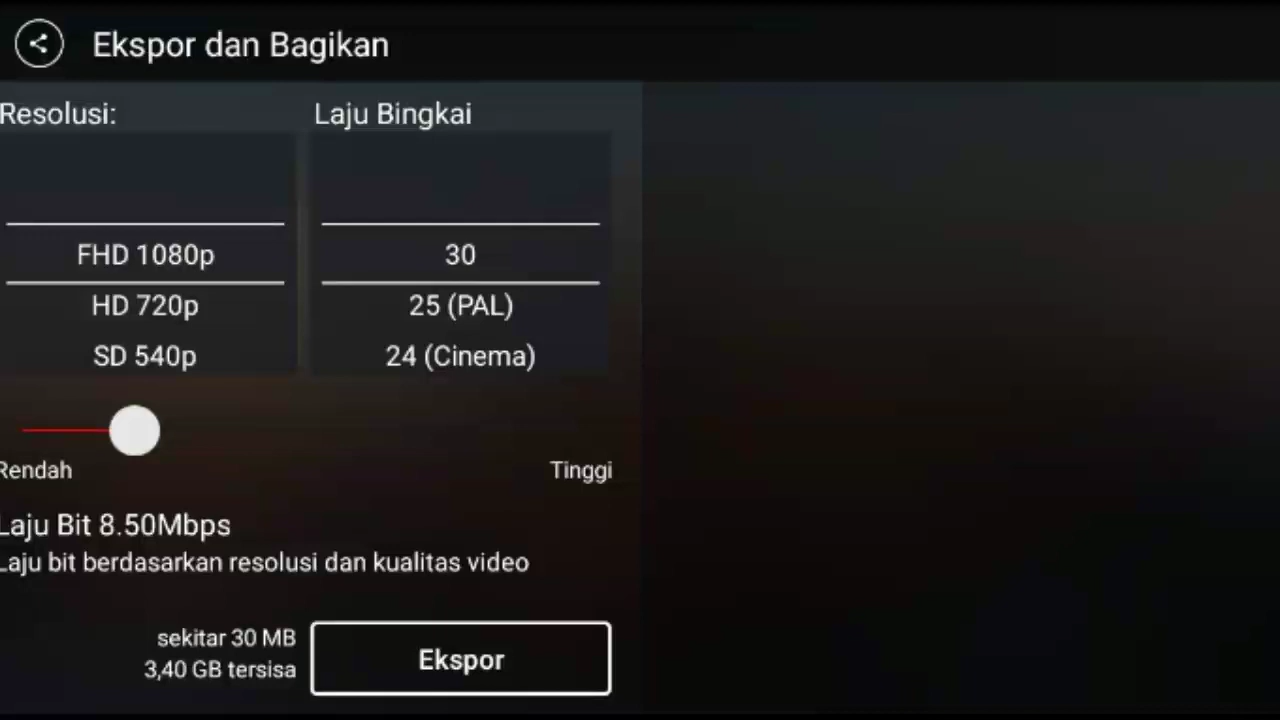 Ekspor dan Bagikan
Resolusi:
Laju Bingkai
FHD 1080p
30
HD 720p
25 (PAL)
SD 540p
24 (Cinema)
Rendah
Tinggi
Laju Bit 8.50Mbps
Laju bit berdasarkan resolusi dan kualitas video
sekitar 30 MB
3,40 GB tersisa
Ekspor